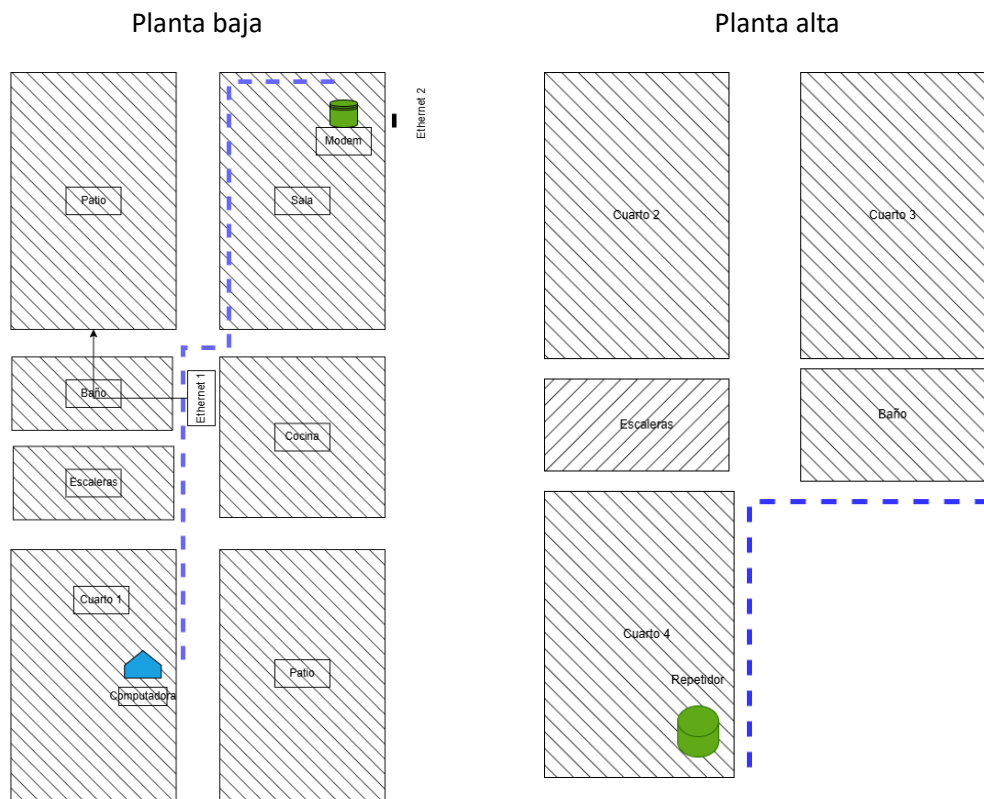 Planta baja
Planta alta
Ethernet 2
Modem
Patio
Sala
Cuarto 2
Cuarto 3
Baño
Ethernet 1
Cocina
Escaleras
Escaleras
Baño
Cuarto 1
Computadora
Patio
Cuarto 4
Repetidor